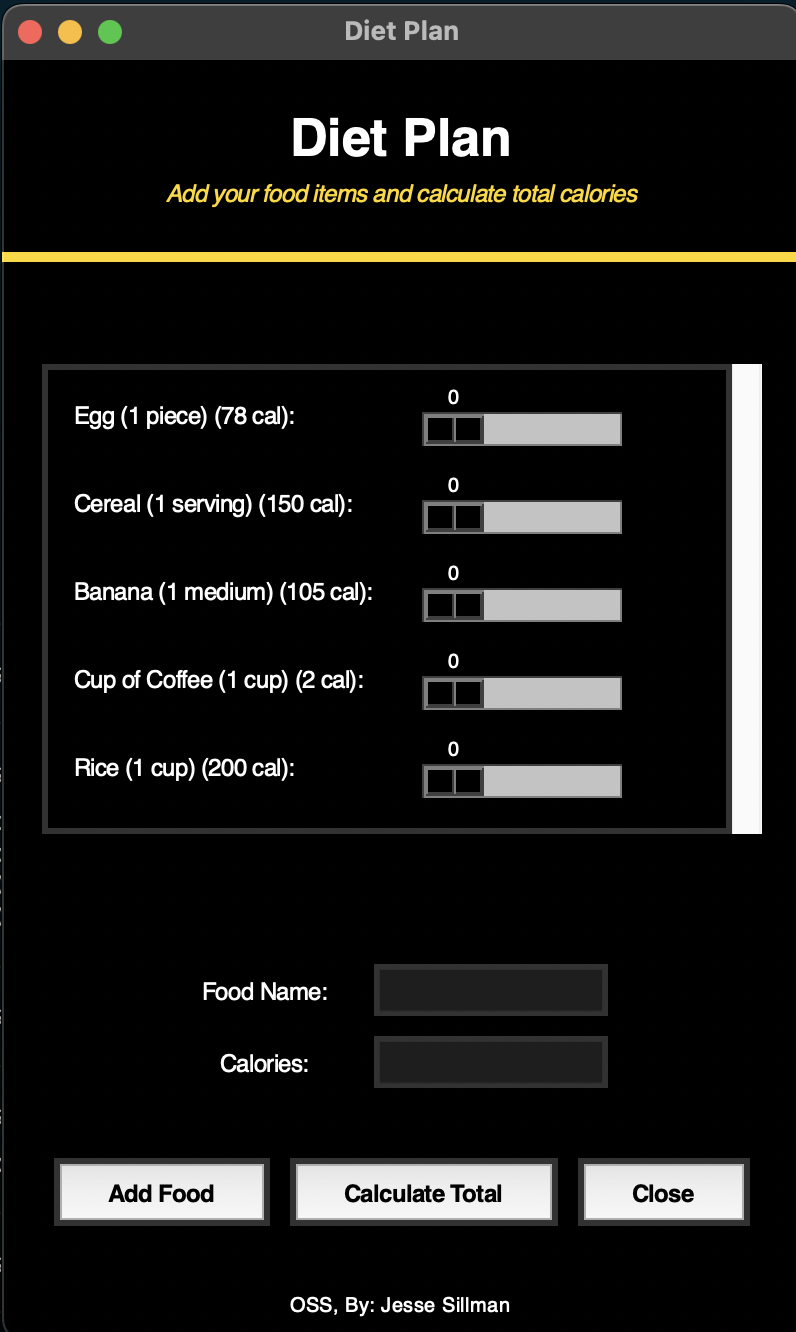 Diet Plan
Diet Plan
Add your food items and calculate total calories
0
Egg (1 piece) (78 cal):
0
Cereal (1 serving) (150 cal):
0
Banana (1 medium) (105 cal):
0
Cup of Coffee (1 cup) (2 cal):
0
Rice (1 cup) (200 cal):
Food Name:
Calories:
Add Food Calculate Total Close
OSS, By: Jesse Sillman